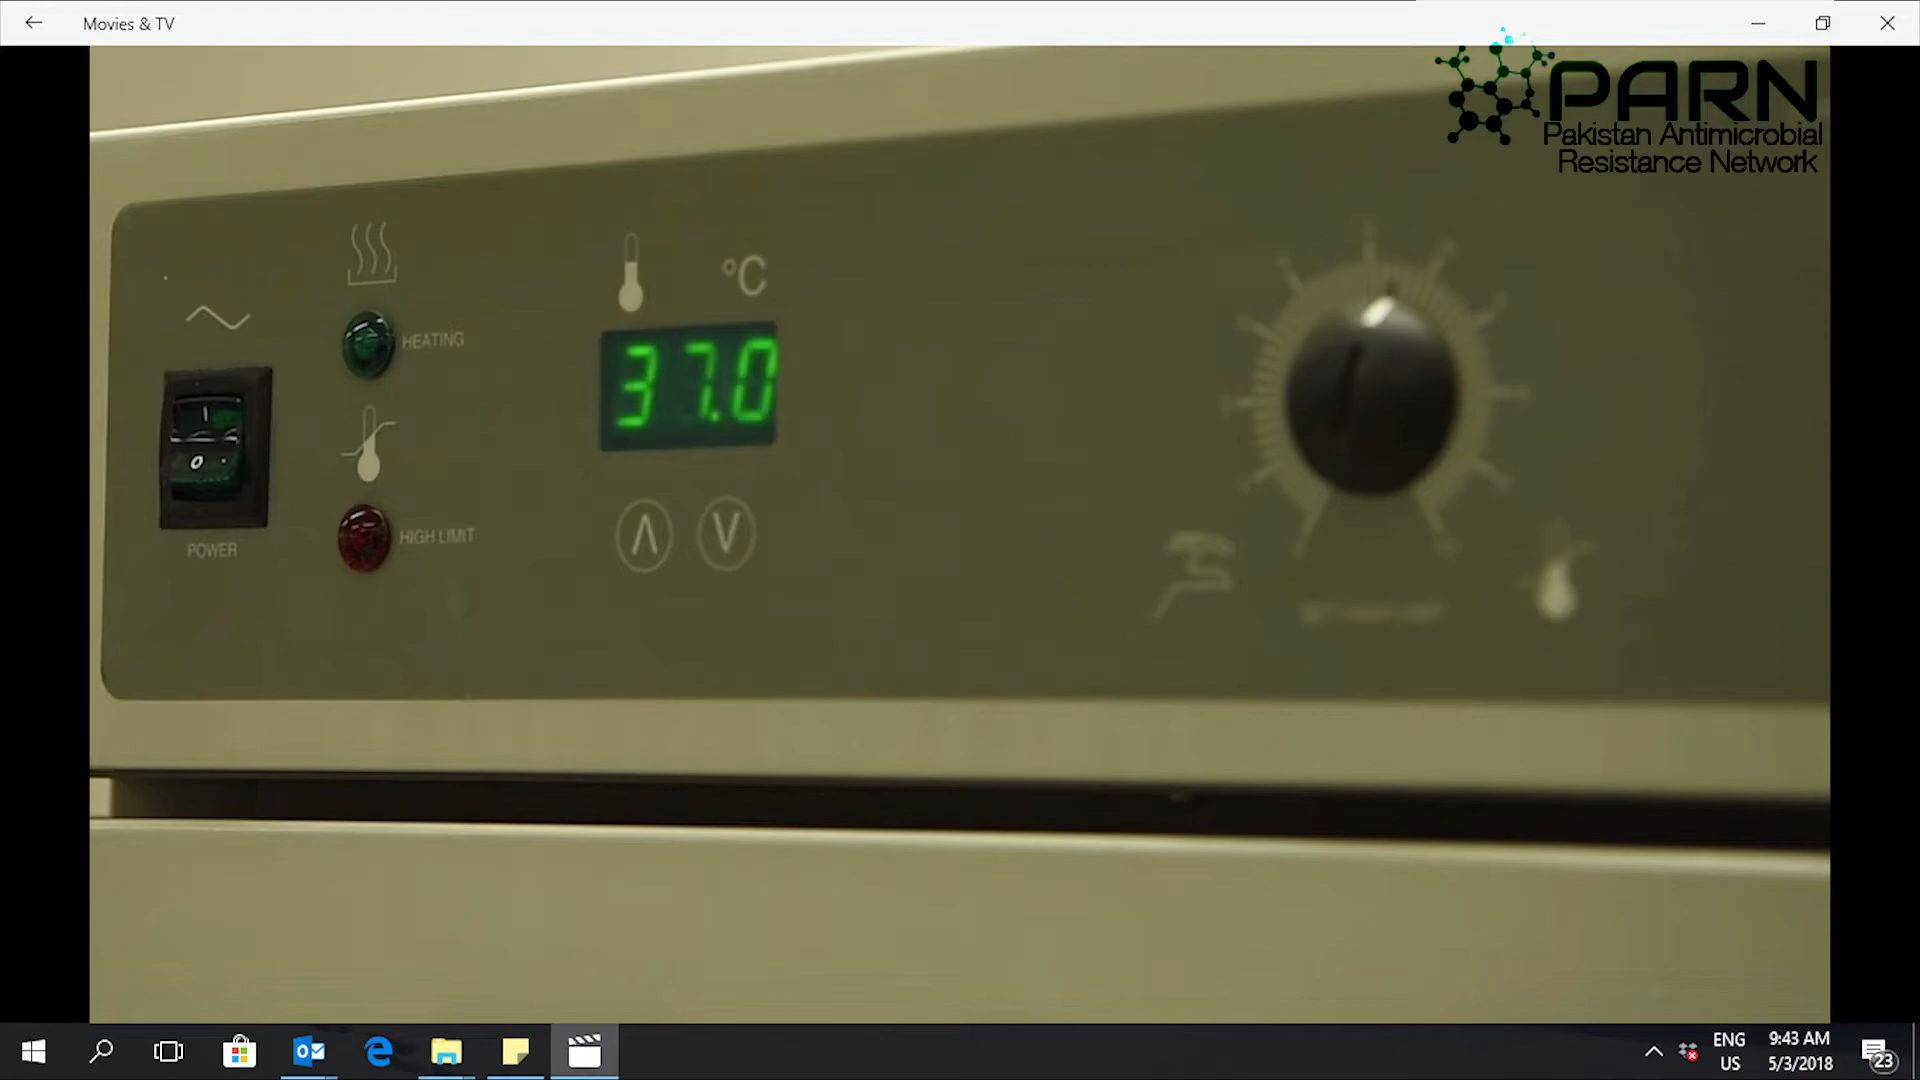 Movies & TV
PARN
Pakistan Antimicrobial
Resistance Network
°C
HEATING
37.0
HIGH LIMIT
POWER
ENG
US
9:43 AM
5/3/2018
23